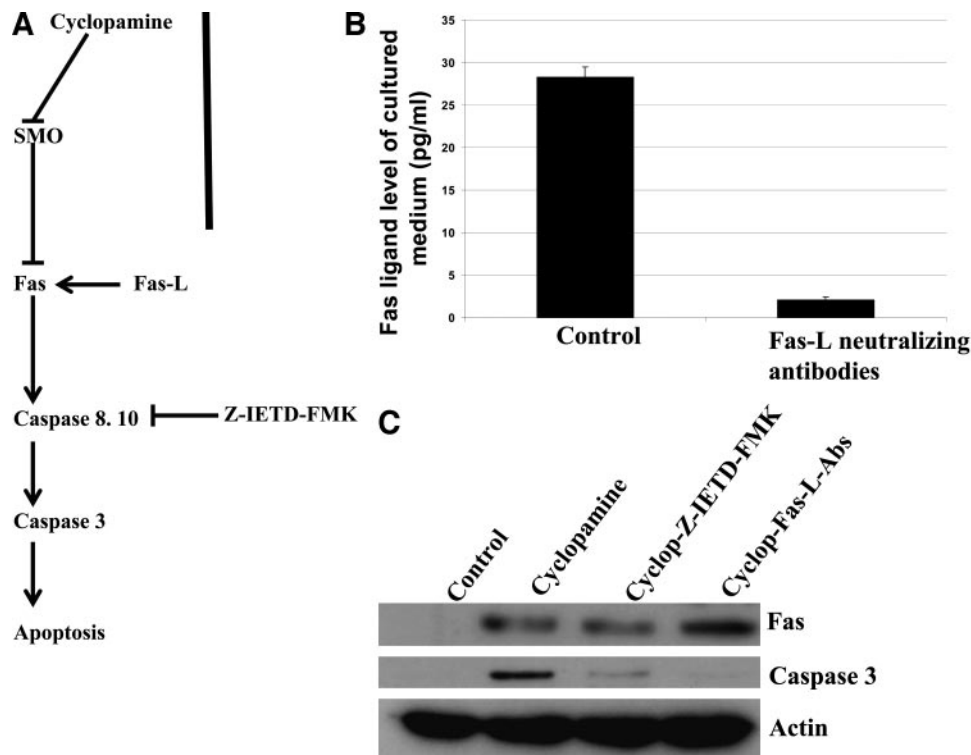 A
Cyclopamine
SMO
Fas
Fas-L
Caspase 8. 10
Z-IETD-FMK
Caspase 3
Apoptosis
B
Fas ligand level of cultured
medium (pg/ml)
35
30
25
20
15
10
5
0
Control
Fas-L neutralizing
antibodies
C
Control
Cyclopamine
Cyclop-Z-IETD-FMK
Cyclop-Fas-L-Abs
Fas
Caspase 3
Actin